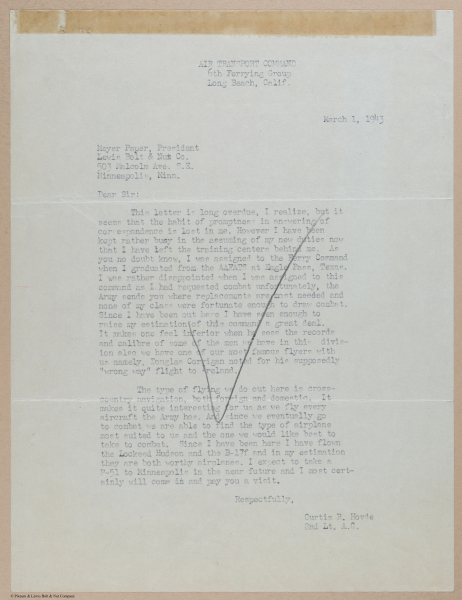 AIR TRANSPORT COMMAND
6th Ferrying Group
Long Beach, Calif.
March 1, 1943
Meyer Paper, President
Lewis Bolt & Nut Co.
503 Malcolm Ave. S.E.
Minneapolis, Minn.
Dear Sir:
This letter is long overdue, I realize, but it
seems that the habit of promptness in answering of
correspondence is lost in me. However I have been
kept rather busy in the assuming of my new duties now
that I have left the training centers behind me. As
you no doubt know, I was assigned to the Ferry Command
when I graduated from the AAFAFS at Eagle Pass, Texas.
I was rather disappointed when I was assigned to this
command as I had requested combat unfortunately, the
Army sends you where replacements are most needed and
none of my class were fortunate enough to draw combat.
Since I have been out here I have seen enough to
raise my estimation of this command a great deal.
It makes one feel inferior when he sees the records
and calibre of some of the men we have in this divis-
ion also we have one of our most famous flyers with
us namely, Douglas Corrigan noted for his supposedly
"wrong way" flight to Ireland.
The type of flying we do out here is cross-
country navigation, both foreign and domestic. It
makes it quite interesting for us as we fly every
aircraft the Army has. And since we eventually go
to combat we are able to find the type of airplane
most suited to us and the one we would like best to
take to combat. Since I have been here I have flown
the Lockeed Hudson and the B-17f and in my estimation
they are both worthy airplanes. I expect to take a
P-51 to Minneapolis in the near future and I most cert-
ainly will come in and pay you a visit.
Respectfully,
Curtis E.
2nd Lt, A.C.
© Phenix & Lewis Bolt & Nut Company